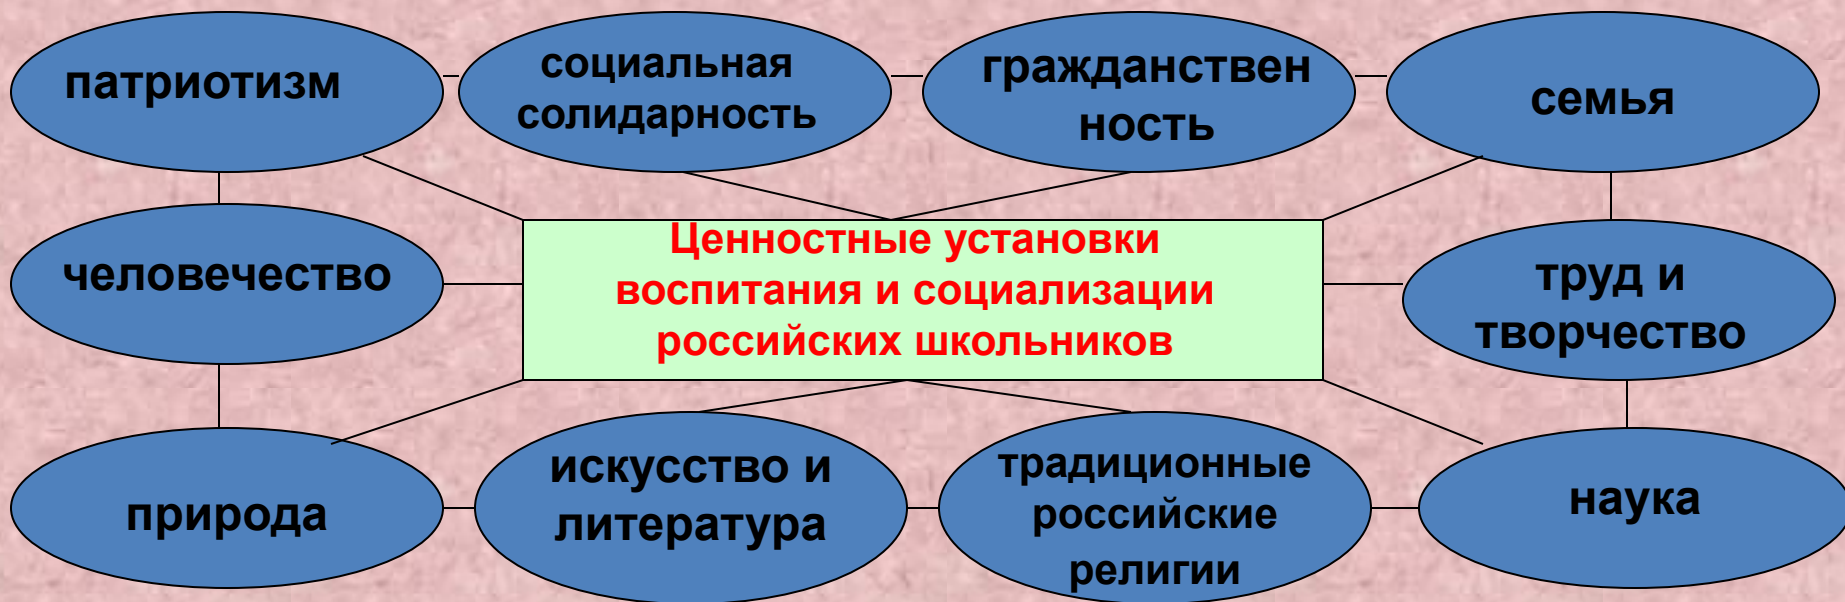 патриотизм
социальная
солидарность
гражданствен
ность
семья
человечество
Ценностные установки
воспитания и социализации
российских школьников
труд и
творчество
природа
искусство и
литература
традиционные
российские
религии
наука